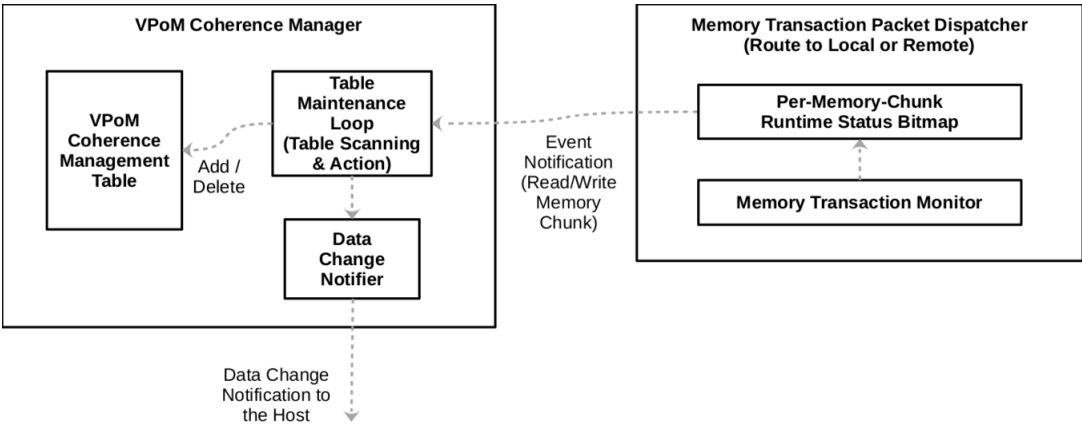 VPoM Coherence Manager
VPoM
Coherence
Management
Table
Add /
Delete
Table
Maintenance
Loop
(Table Scanning
& Action)
Data
Change
Notifier
Data Change
Notification to
the Host
Event
Notification
(Read/Write
Memory
Chunk)
Memory Transaction Packet Dispatcher
(Route to Local or Remote)
Per-Memory-Chunk
Runtime Status Bitmap
Memory Transaction Monitor